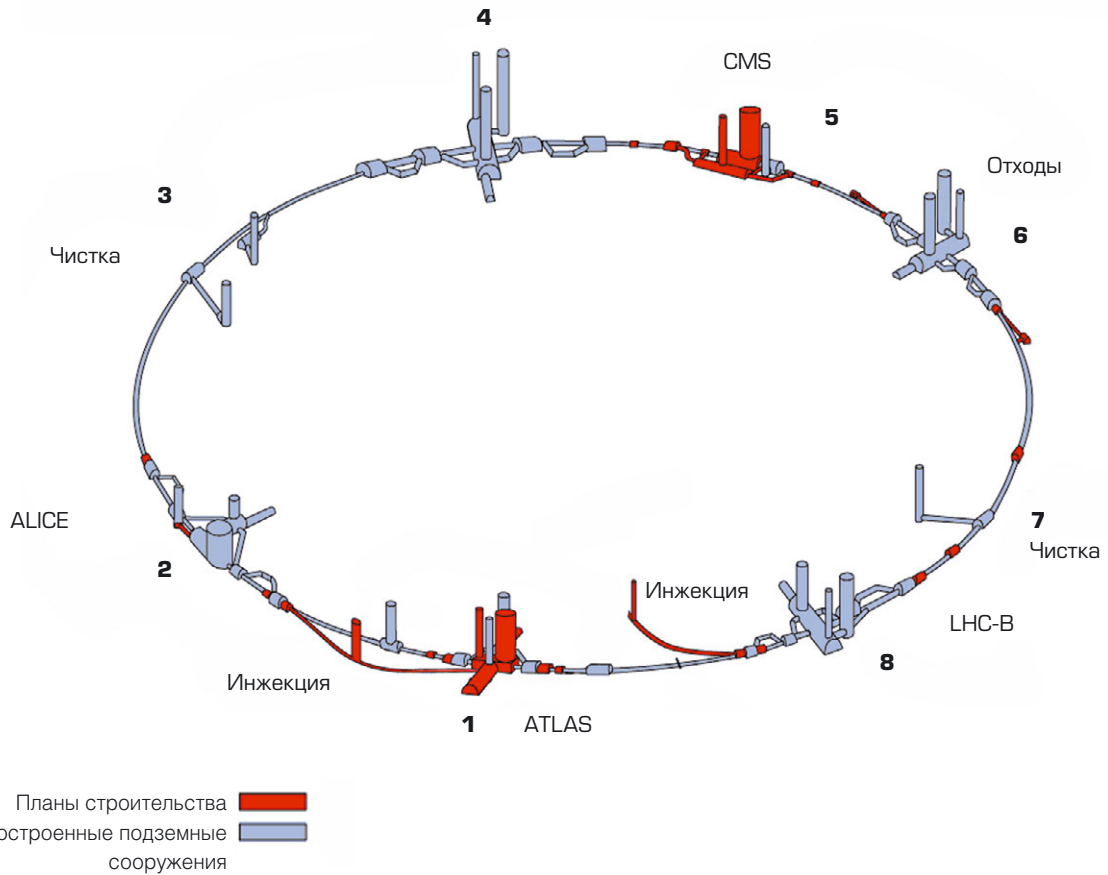 4
CMS
5
Отходы
6
3
Чистка
ALICE
2
7
Чистка
Инжекция
LHC-B
8
Инжекция
1
ATLAS
Планы строительства
подземные
сооружения